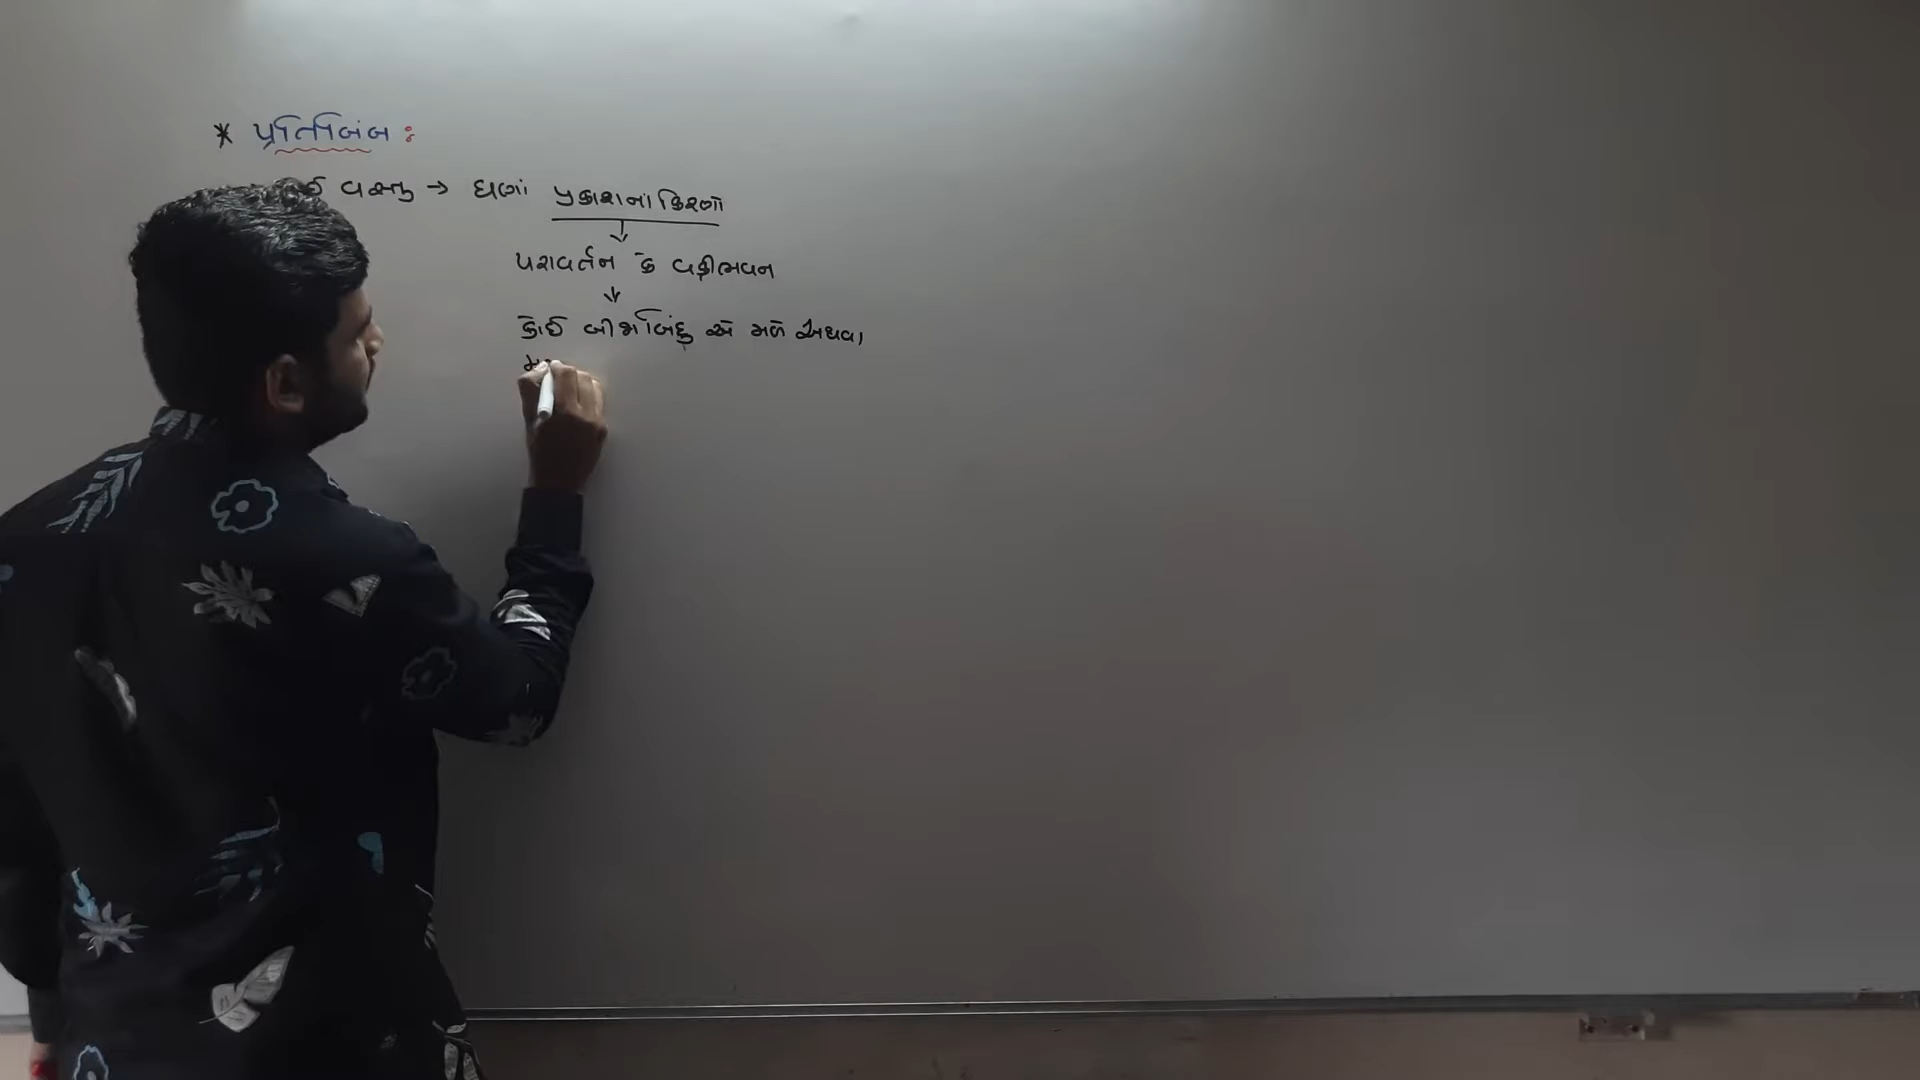 * પ્રતિબિંબ :
વસ્તુ → ઘણાં પ્રકાશનાં કિરણો
↓
પરાવર્તન કે વક્રીભવન
↓
કોઈ બીજા બિંદુ એ મળે અથવા